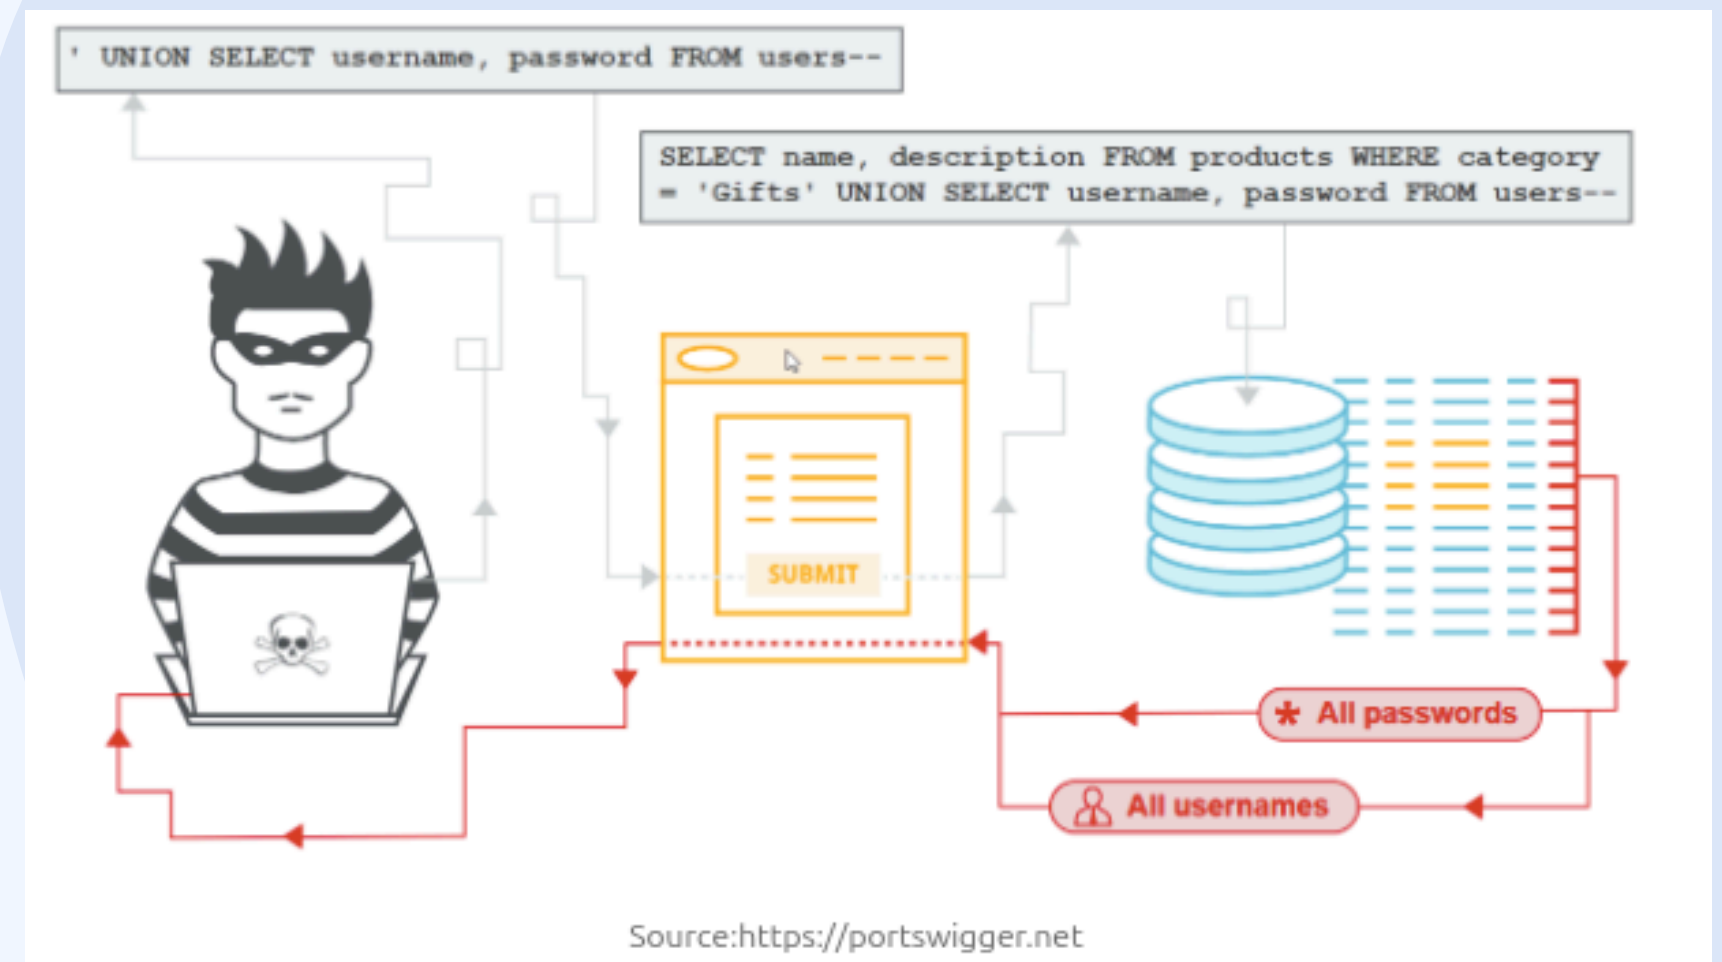 ' UNION SELECT username, password FROM users--
SELECT name, description FROM products WHERE category
= 'Gifts' UNION SELECT username, password FROM users--
SUBMIT
* All passwords
All usernames
Source:https://portswigger.net